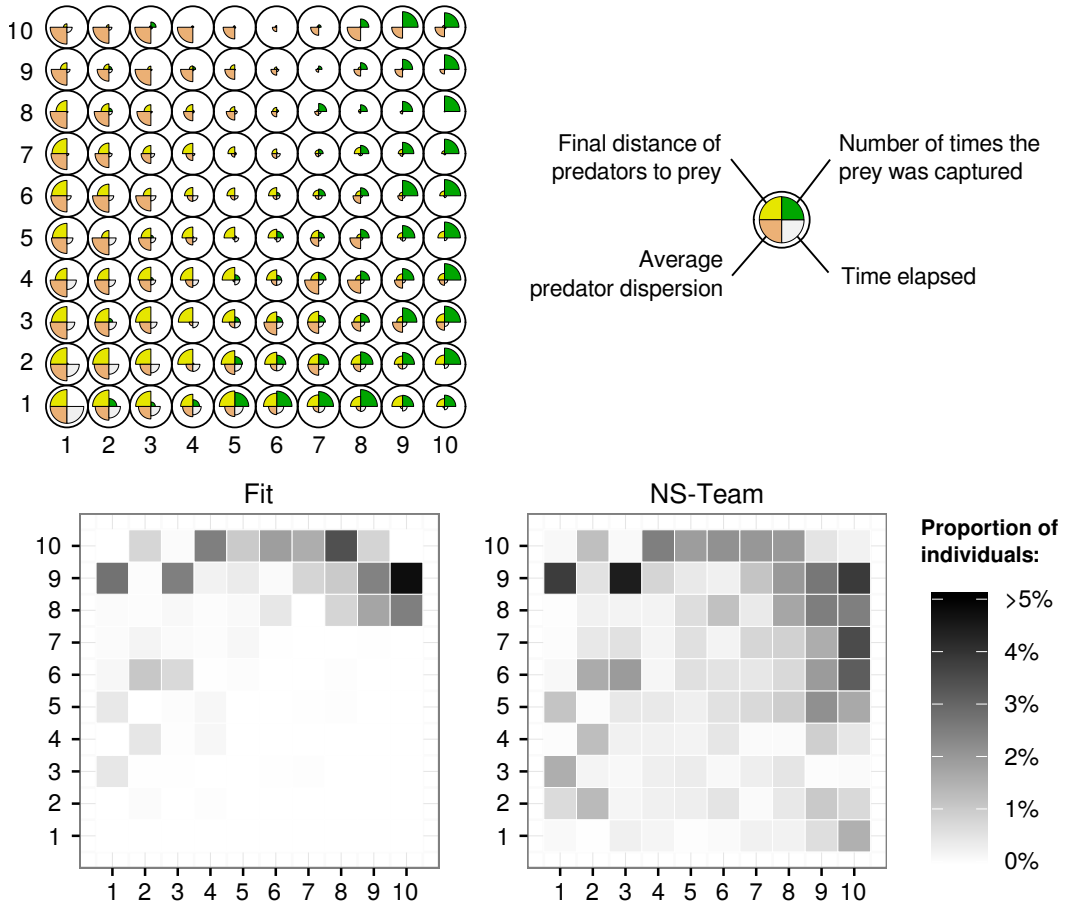 10
9
8
7
6
5
4
3
2
1
1 2 3 4 5 6 7 8 9 10
Final distance of
predators to prey
Number of times the
prey was captured
Average
predator dispersion
Time elapsed
Fit
10
9
8
7
6
5
4
3
2
1
1 2 3 4 5 6 7 8 9 10
NS-Team
10
9
8
7
6
5
4
3
2
1
1 2 3 4 5 6 7 8 9 10
Proportion of
individuals:
>5%
4%
3%
2%
1%
0%